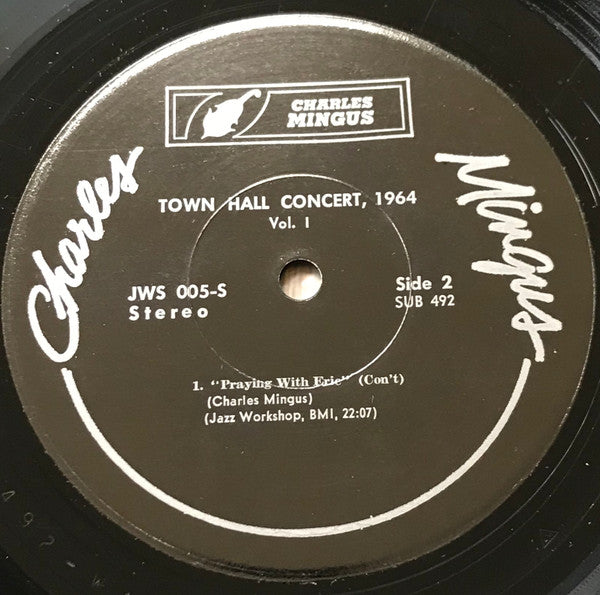 CHARLES
MINGUS
Charles
Mingus
TOWN HALL CONCERT, 1964
Vol. I
JWS 005-S
Stereo
Side 2
SUB 492
1. "Praying With Eric" (Con't)
(Charles Mingus)
(Jazz Workshop, BMI, 22:07)